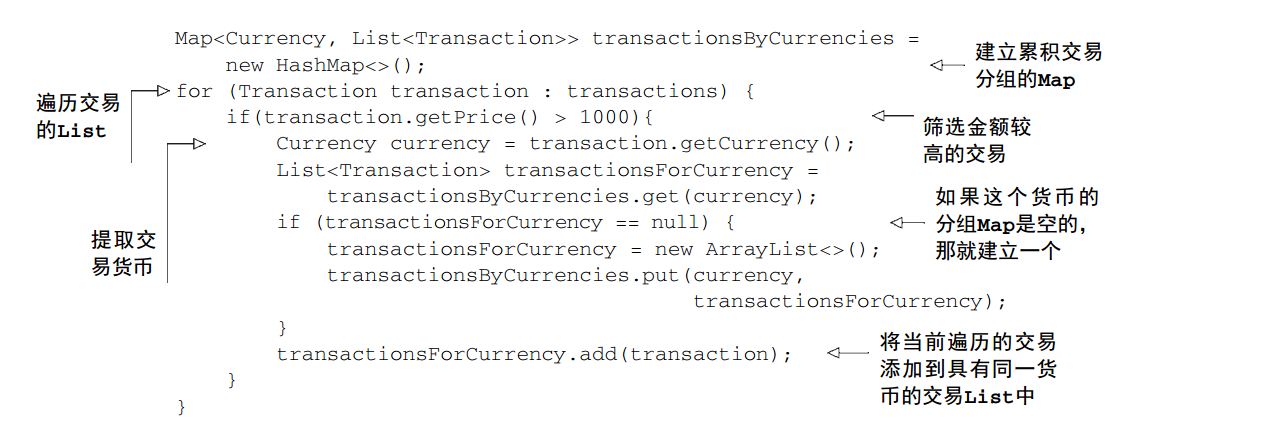 Map<Currency, List<Transaction>> transactionsByCurrencies =
new HashMap<>();
建立累积交易
分组的Map
遍历交易
的List
for (Transaction transaction : transactions) {
if(transaction.getPrice() > 1000){
筛选金额较
高的交易
提取交
易货币
Currency currency = transaction.getCurrency();
List<Transaction> transactionsForCurrency =
transactionsByCurrencies.get(currency);
if (transactionsForCurrency == null) {
如果这个货币的
分组Map是空的，
那就建立一个
transactionsForCurrency = new ArrayList<>();
transactionsByCurrencies.put(currency,
transactionsForCurrency);
}
transactionsForCurrency.add(transaction);
将当前遍历的交易
添加到具有同一货
币的交易List中
}
}